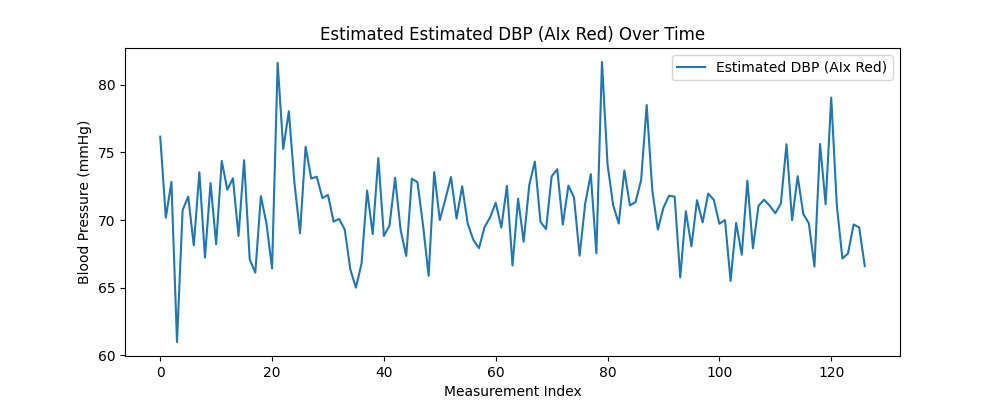 Estimated Estimated DBP (AIx Red) Over Time
Estimated DBP (AIx Red)
Blood Pressure (mmHg)
80
75
70
65
60
0 20 40 60 80 100 120
Measurement Index